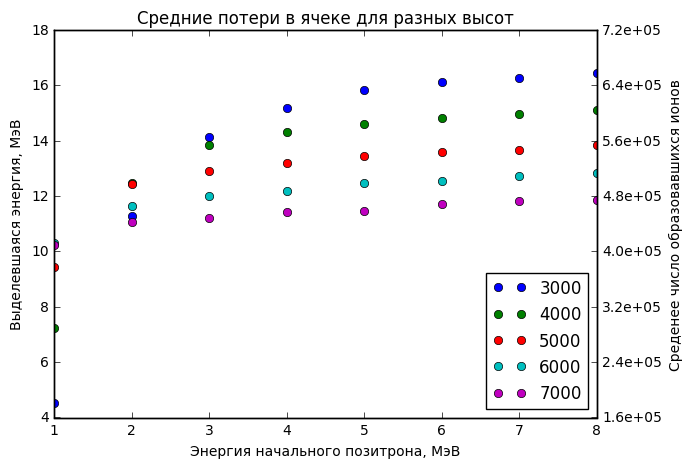 Средние потери в ячеке для разных высот
Выделевшаяся энергия, МэВ
18
16
14
12
10
8
6
4
7.2e+05
6.4e+05
5.6e+05
4.8e+05
4.0e+05
3.2e+05
2.4e+05
1.6e+05
Среденее число образовавшихся ионов
3000
4000
5000
6000
7000
1 2 3 4 5 6 7 8
Энергия начального позитрона, МэВ